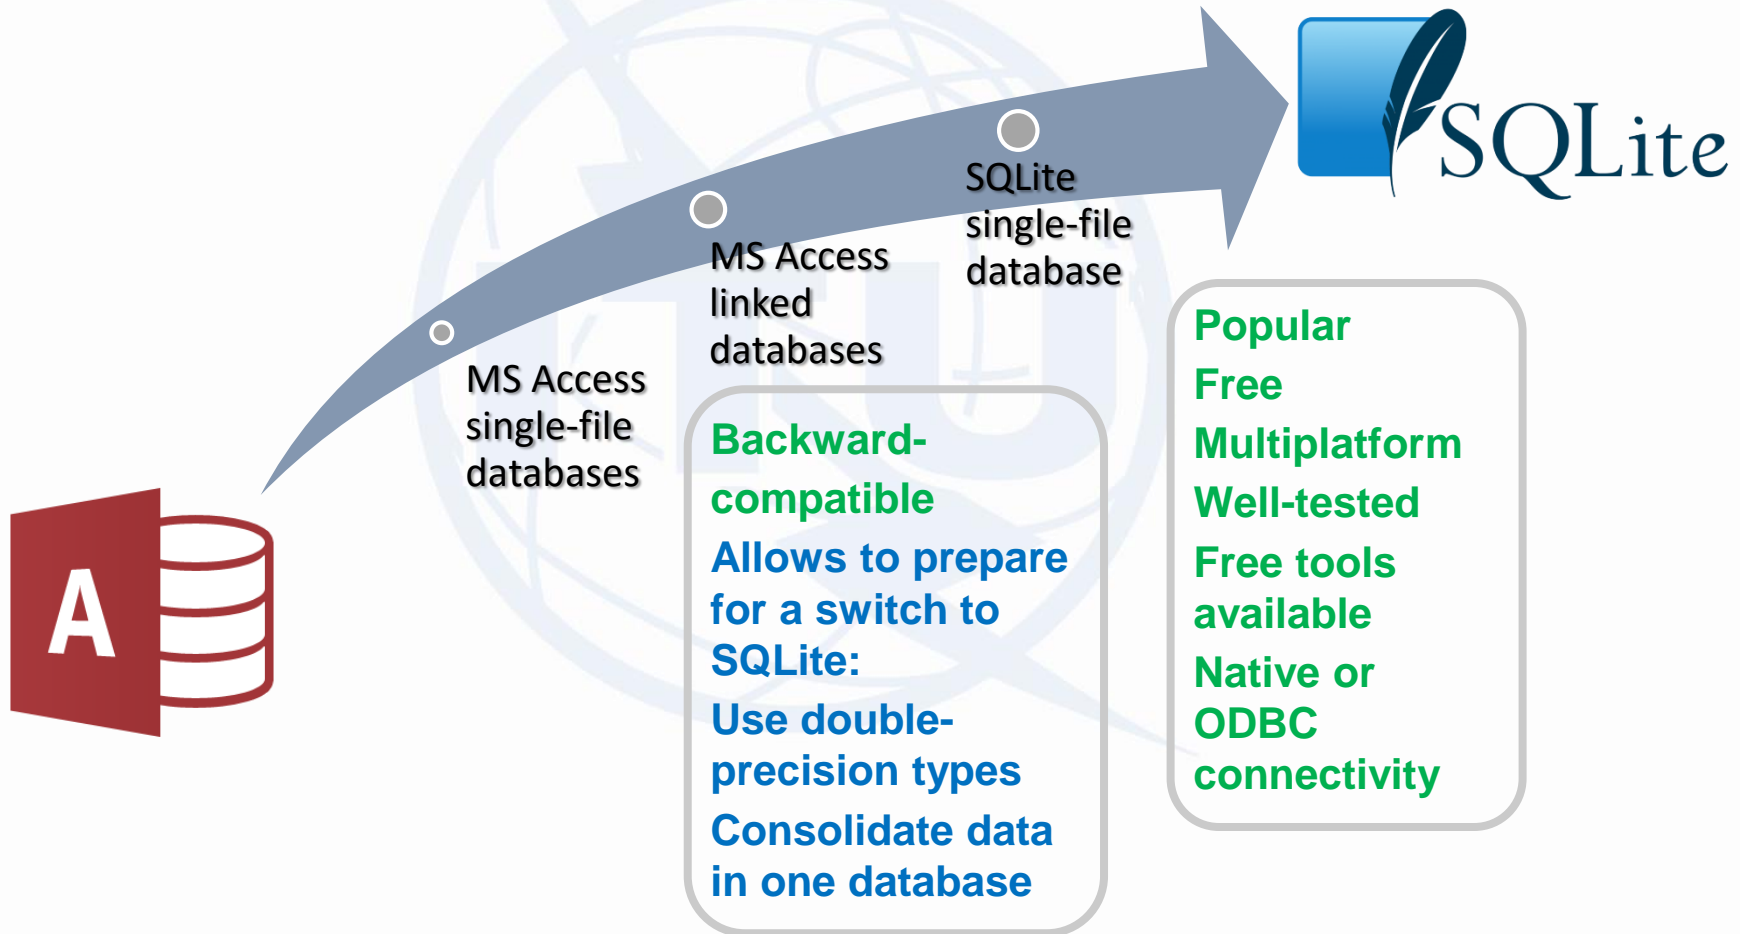 SQLite
SQLite
single-file
database
MS Access
linked
databases
MS Access
single-file
databases
A
Backward-
compatible
Allows to prepare
for a switch to
SQLite:
Use double-
precision types
Consolidate data
in one database
Popular
Free
Multiplatform
Well-tested
Free tools
available
Native or
ODBC
connectivity
ITU